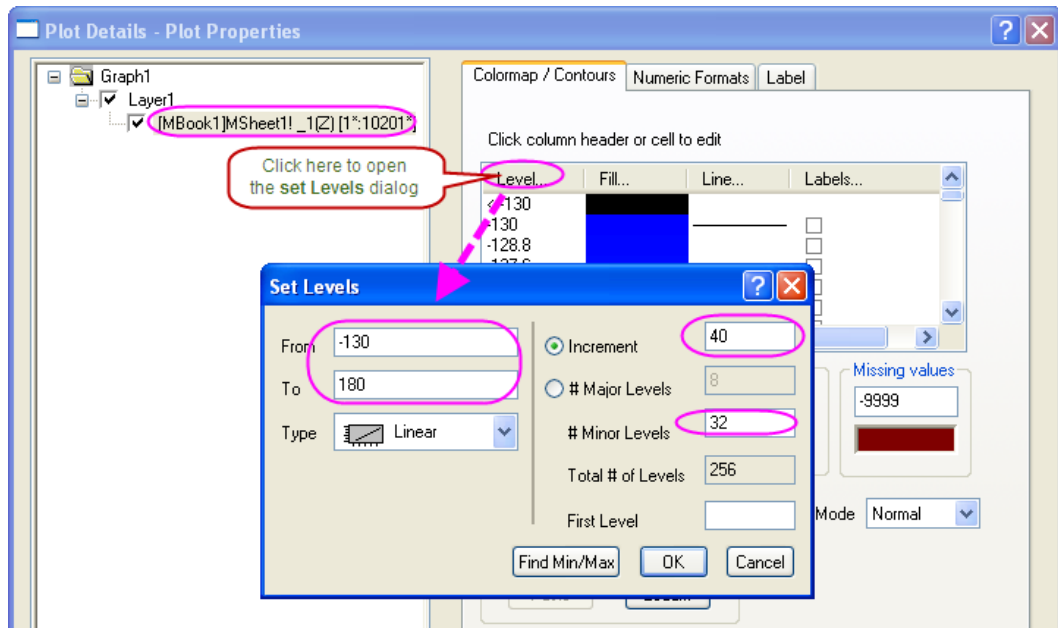 Plot Details - Plot Properties
Graph1
Layer1
[MBook1]MSheet1! _1(Z) [1*:10201*]
Click here to open
the set Levels dialog
Colormap / Contours
Numeric Formats
Label
Click column header or cell to edit
Level...
Fill...
Line...
Labels...
<-130
-130
-128.8
Set Levels
From
-130
To
180
Type
Linear
Increment
40
# Major Levels
8
# Minor Levels
32
Total # of Levels
256
First Level
Find Min/Max
OK
Cancel
Missing values
-9999
Mode
Normal